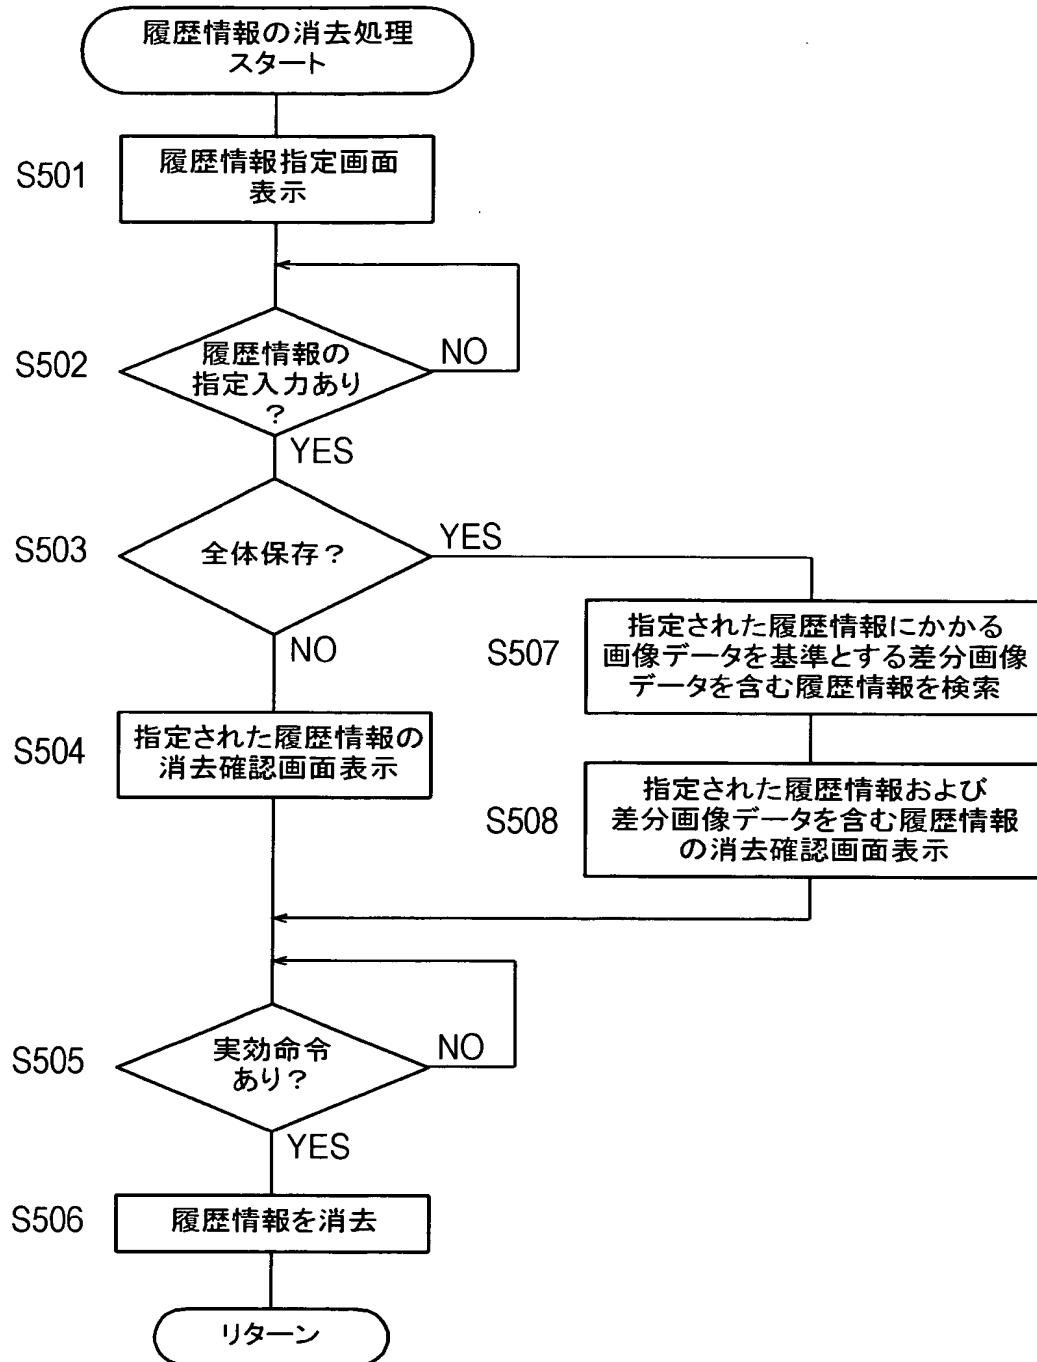 履歴情報の消去処理
スタート
S501
履歴情報指定画面
表示
S502
履歴情報の
指定入力あり
?
NO
YES
S503
全体保存?
YES
NO
S507
指定された履歴情報にかかる
画像データを基準とする差分画像
データを含む履歴情報を検索
S504
指定された履歴情報の
消去確認画面表示
S508
指定された履歴情報および
差分画像データを含む履歴情報
の消去確認画面表示
S505
実効命令
あり?
NO
YES
S506
履歴情報を消去
リターン